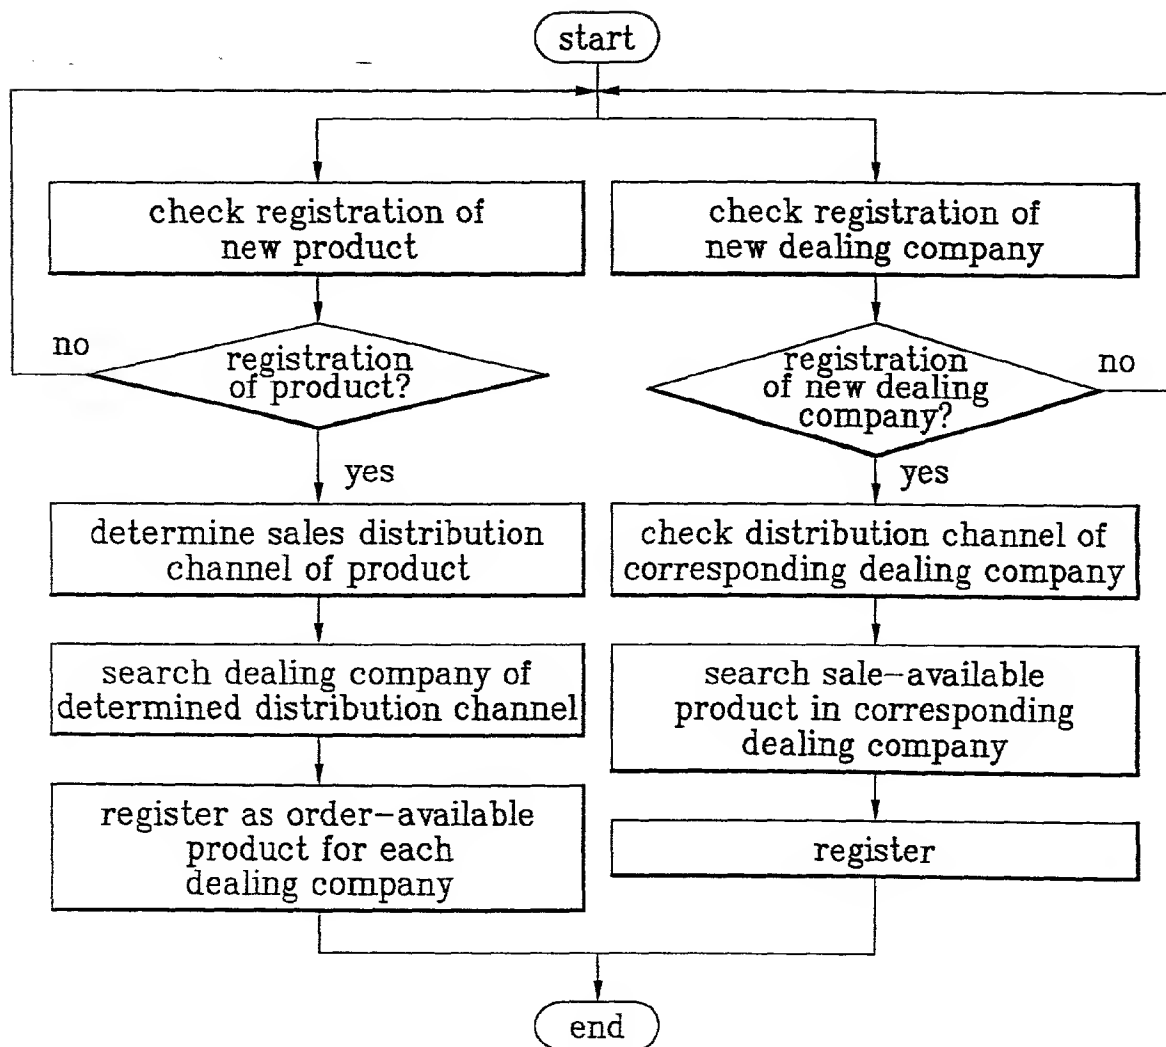 start
check registration of
new product
check registration of
new dealing company
no
registration
of product?
registration
of new dealing
company?
no
yes
yes
determine sales distribution
channel of product
check distribution channel of
corresponding dealing company
search dealing company of
determined distribution channel
search sale-available
product in corresponding
dealing company
register as order-available
product for each
dealing company
register
end